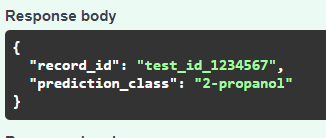 Response body
{
  "record_id": "test_id_1234567",
  "prediction_class": "2-propanol"
}